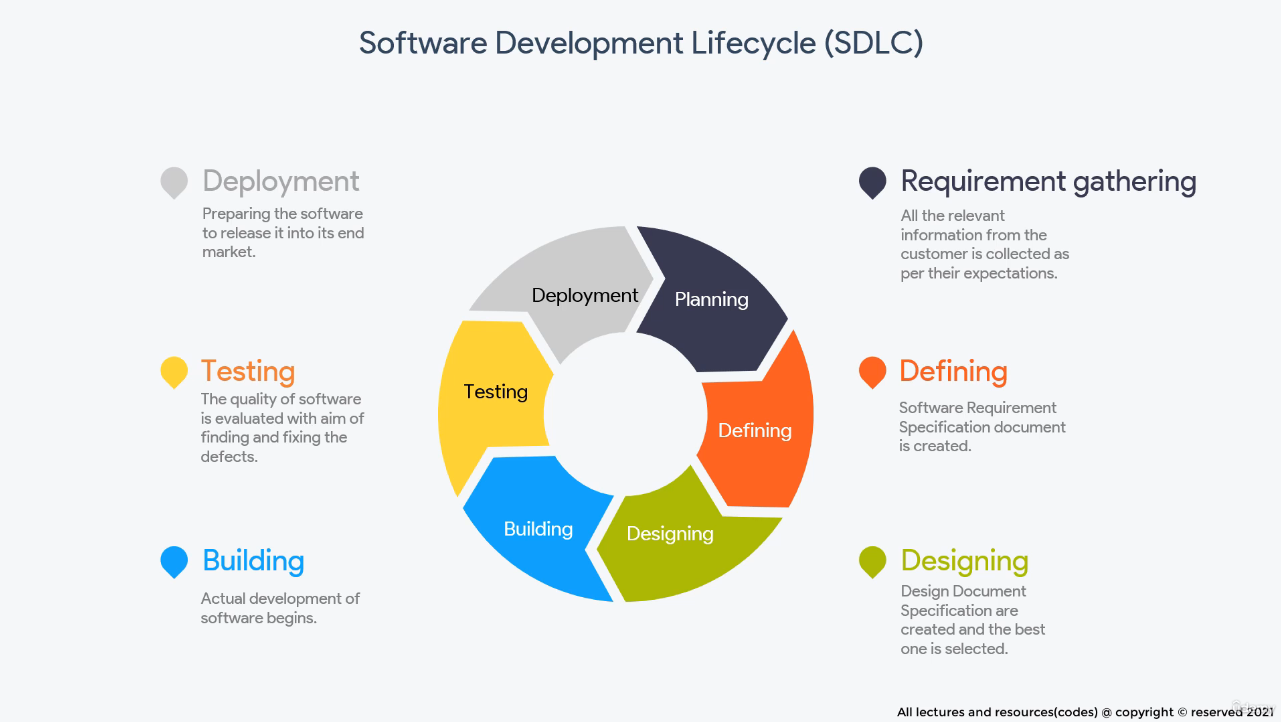 Software Development Lifecycle (SDLC)
Deployment
Preparing the software
to release it into its end
market.
Testing
The quality of software
is evaluated with aim of
finding and fixing the
defects.
Building
Actual development of
software begins.
Deployment
Planning
Testing
Defining
Building
Designing
Requirement gathering
All the relevant
information from the
customer is collected as
per their expectations.
Defining
Software Requirement
Specification document
is created.
Designing
Design Document
Specification are
created and the best
one is selected.
All lectures and resources(codes) @ copyright © reserved 2021